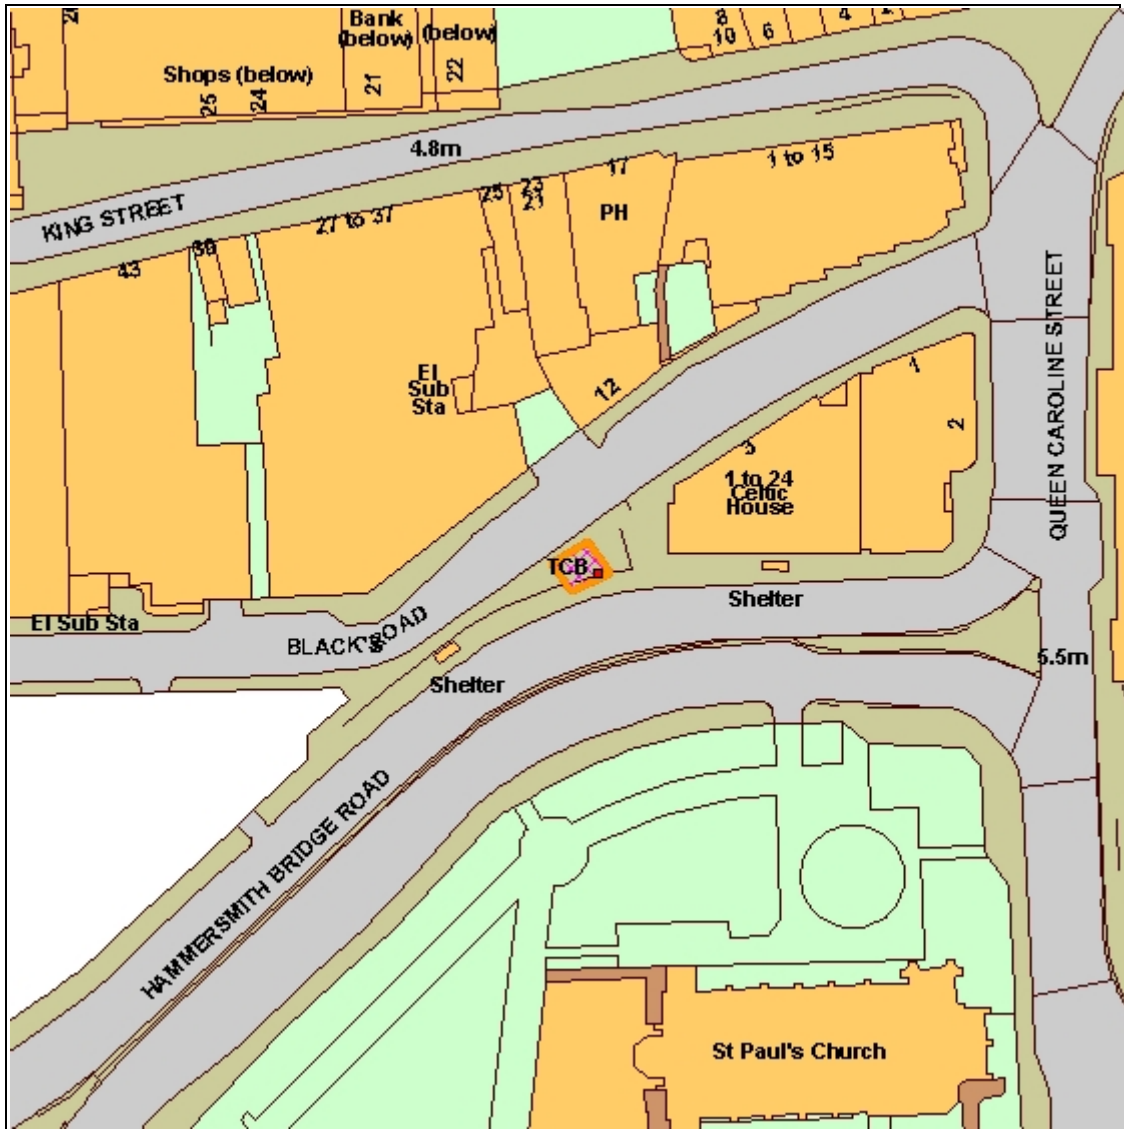 Bank
(below)
(below)
21
22
Shops (below)
25
24
8
10
6
4
4.8m
KING STREET
43
39
27 to 37
25
23
21
17
PH
1 to 15
El
Sub
Sta
12
1
2
3
1 to 24
Celtic
House
QUEEN CAROLINE STREET
TCB
Shelter
El Sub Sta
BLACK'S ROAD
Shelter
5.5m
HAMMERSMITH BRIDGE ROAD
St Paul's Church